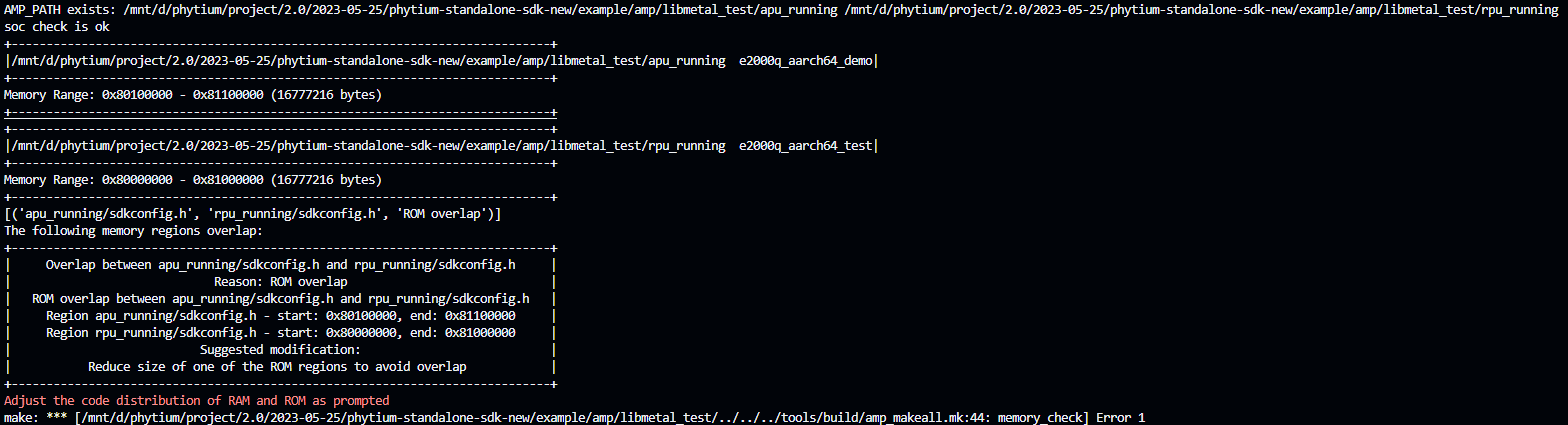 AMP_PATH exists: /mnt/d/phytium/project/2.0/2023-05-25/phytium-standalone-sdk-new/example/amp/libmetal_test/apu_running /mnt/d/phytium/project/2.0/2023-05-25/phytium-standalone-sdk-new/example/amp/libmetal_test/rpu_running
soc check is ok
+------------------------------------------------------------------------------+
|/mnt/d/phytium/project/2.0/2023-05-25/phytium-standalone-sdk-new/example/amp/libmetal_test/apu_running  e2000q_aarch64_demo|
+------------------------------------------------------------------------------+
Memory Range: 0x80100000 - 0x81100000 (16777216 bytes)
+------------------------------------------------------------------------------+
+------------------------------------------------------------------------------+
|/mnt/d/phytium/project/2.0/2023-05-25/phytium-standalone-sdk-new/example/amp/libmetal_test/rpu_running  e2000q_aarch64_test|
+------------------------------------------------------------------------------+
Memory Range: 0x80000000 - 0x81000000 (16777216 bytes)
+------------------------------------------------------------------------------+
[('apu_running/sdkconfig.h', 'rpu_running/sdkconfig.h', 'ROM overlap')]
The following memory regions overlap:
+------------------------------------------------------------------------------+
|     Overlap between apu_running/sdkconfig.h and rpu_running/sdkconfig.h     |
|                             Reason: ROM overlap                             |
|   ROM overlap between apu_running/sdkconfig.h and rpu_running/sdkconfig.h   |
|     Region apu_running/sdkconfig.h - start: 0x80100000, end: 0x81100000     |
|     Region rpu_running/sdkconfig.h - start: 0x80000000, end: 0x81000000     |
|                           Suggested modification:                           |
|           Reduce size of one of the ROM regions to avoid overlap            |
+------------------------------------------------------------------------------+
Adjust the code distribution of RAM and ROM as prompted
make: *** [/mnt/d/phytium/project/2.0/2023-05-25/phytium-standalone-sdk-new/example/amp/libmetal_test/../../../tools/build/amp_makeall.mk:44: memory_check] Error 1